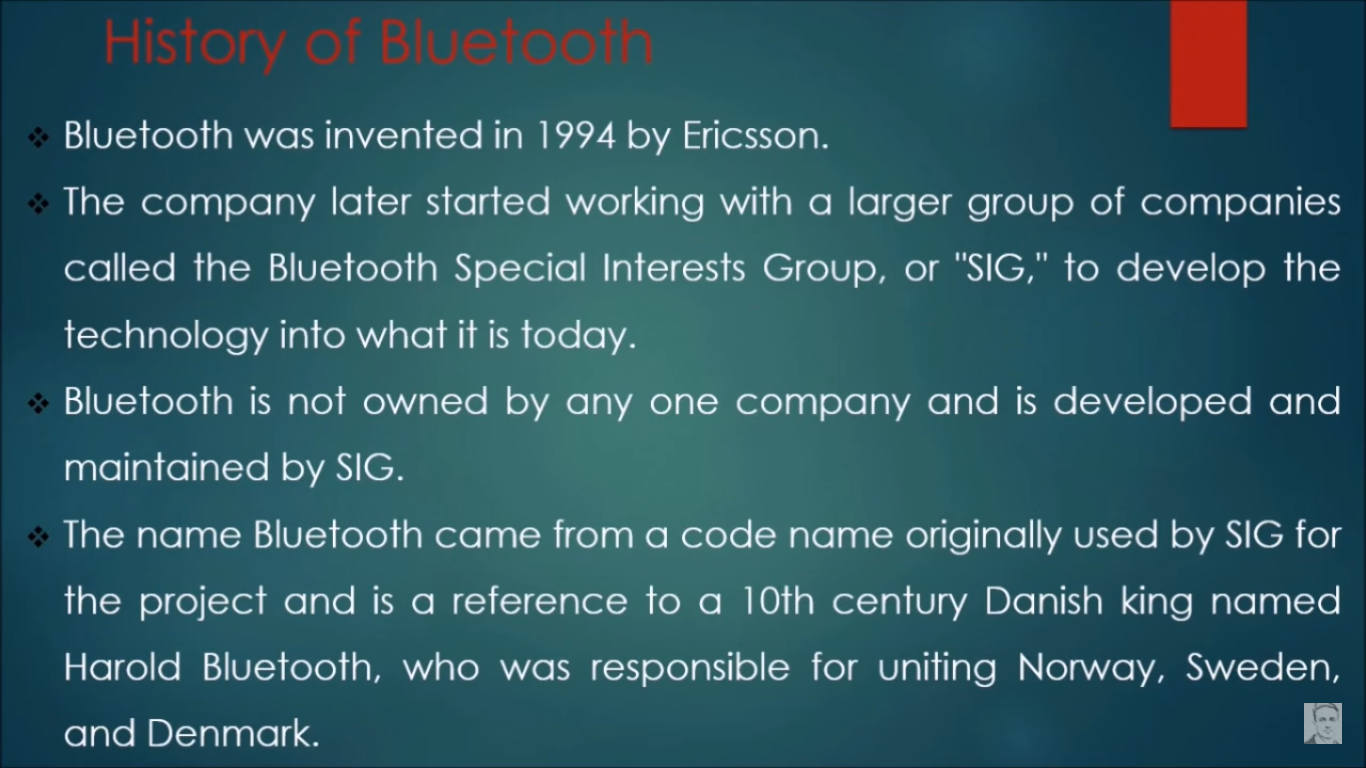 History of Bluetooth
Bluetooth was invented in 1994 by Ericsson.
The company later started working with a larger group of companies
called the Bluetooth Special Interests Group, or "SIG," to develop the
technology into what it is today.
Bluetooth is not owned by any one company and is developed and
maintained by SIG.
The name Bluetooth came from a code name originally used by SIG for
the project and is a reference to a 10th century Danish king named
Harold Bluetooth, who was responsible for uniting Norway, Sweden,
and Denmark.